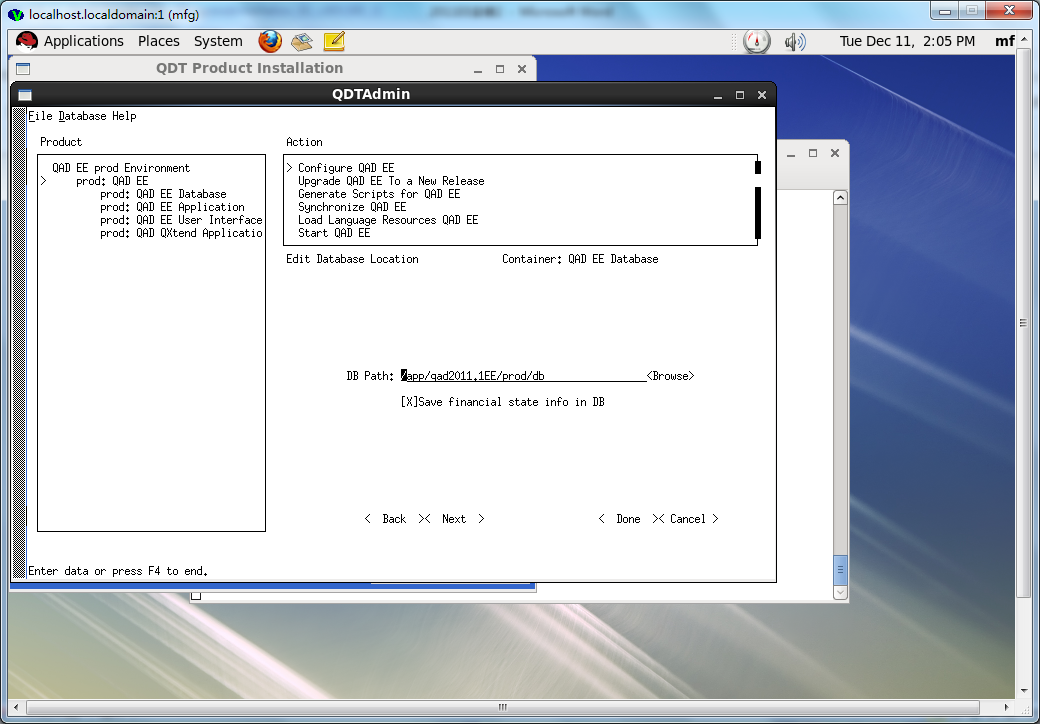 localhost.localdomain:1 (mfg)
Applications Places System Tue Dec 11, 2:05 PM mf
QDT Product Installation
QDTAdmin
File Database Help
Product
Action
QAD EE prod Environment
> prod: QAD EE
prod: QAD EE Database
prod: QAD EE Application
prod: QAD EE User Interface
prod: QAD QXtend Applicatio
> Configure QAD EE
Upgrade QAD EE To a New Release
Generate Scripts for QAD EE
Synchronize QAD EE
Load Language Resources QAD EE
Start QAD EE
Edit Database Location Container: QAD EE Database
DB Path: /app/qad2011.1EE/prod/db <Browse>
[X]Save financial state info in DB
< Back >< Next > < Done >< Cancel >
Enter data or press F4 to end.